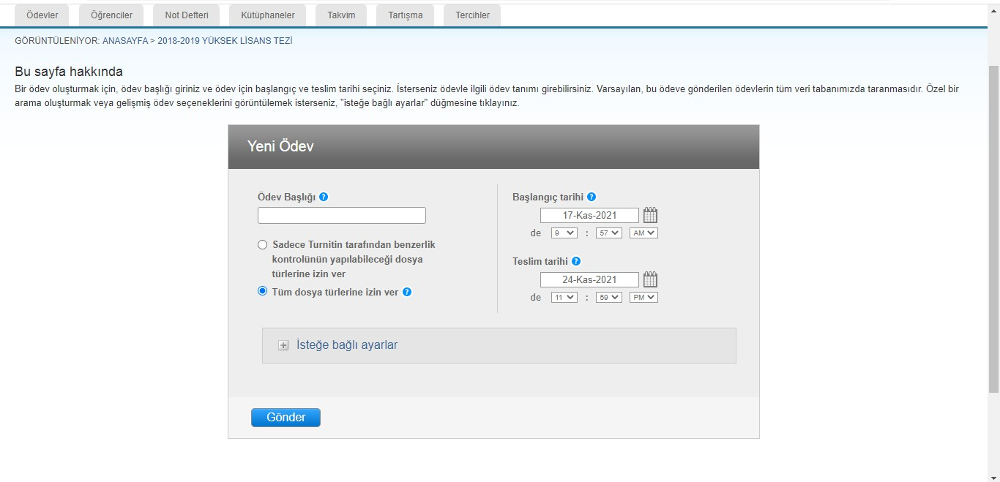 Ödevler Öğrenciler Not Defteri Kütüphaneler Takvim Tartışma Tercihler
GÖRÜNTÜLENİYOR: ANASAYFA > 2018-2019 YÜKSEK LİSANS TEZİ
Bu sayfa hakkında
Bir ödev oluşturmak için, ödev başlığı giriniz ve ödev için başlangıç ve teslim tarihi seçiniz. İsterseniz ödevle ilgili ödev tanımı girebilirsiniz. Varsayılan, bu ödeve gönderilen ödevlerin tüm veri tabanımızda taranmasıdır. Özel bir
arama oluşturmak veya gelişmiş ödev seçeneklerini görüntülemek isterseniz, "isteğe bağlı ayarlar" düğmesine tıklayınız.
Yeni Ödev
Ödev Başlığı ?
Sadece Turnitin tarafından benzerlik
kontrolünün yapılabileceği dosya
türlerine izin ver
Tüm dosya türlerine izin ver ?
Başlangıç tarihi ?
17-Kas-2021
de 9 : 57 AM
Teslim tarihi ?
24-Kas-2021
de 11 : 59 PM
İsteğe bağlı ayarlar
Gönder